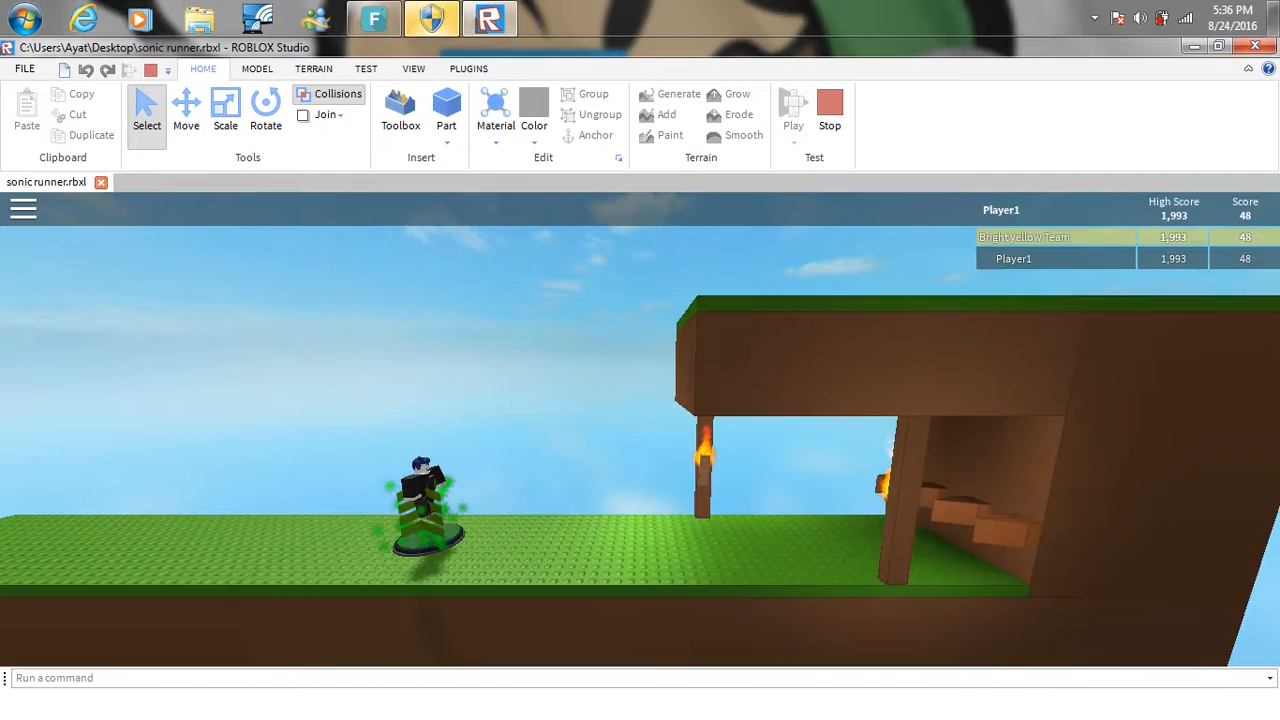 5:36 PM
8/24/2016
C:\Users\Ayat\Desktop\sonic runner.rbxl - ROBLOX Studio
FILE HOME MODEL TERRAIN TEST VIEW PLUGINS
Copy Collisions Group Generate Grow
Cut Join Ungroup Add Erode
Paste Duplicate Select Move Scale Rotate Toolbox Part Material Color Anchor Paint Smooth Play Stop
Clipboard Tools Insert Edit Terrain Test
sonic runner.rbxl
Player1 High Score Score
1,993 48
Bright yellow Team 1,993 48
Player1 1,993 48
Run a command